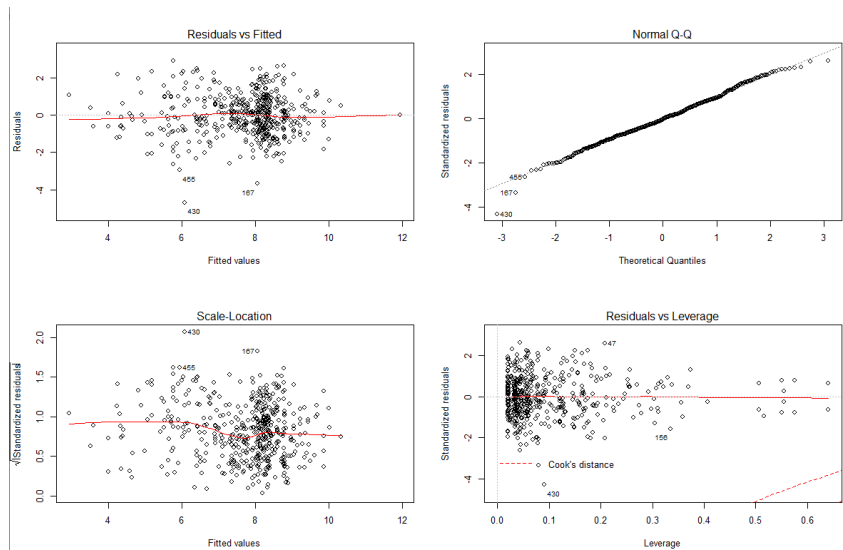 Residuals vs Fitted
Residuals
2
0
-2
-4
455
167
430
4 6 8 10 12
Fitted values
Normal Q-Q
Standardized residuals
2
0
-2
-4
455
167
430
-3 -2 -1 0 1 2 3
Theoretical Quantiles
Scale-Location
√|Standardized residuals|
2.0
1.5
1.0
0.5
0.0
430
167
455
4 6 8 10 12
Fitted values
Residuals vs Leverage
Standardized residuals
2
0
-2
-4
47
156
Cook's distance
430
0.0 0.1 0.2 0.3 0.4 0.5 0.6
Leverage